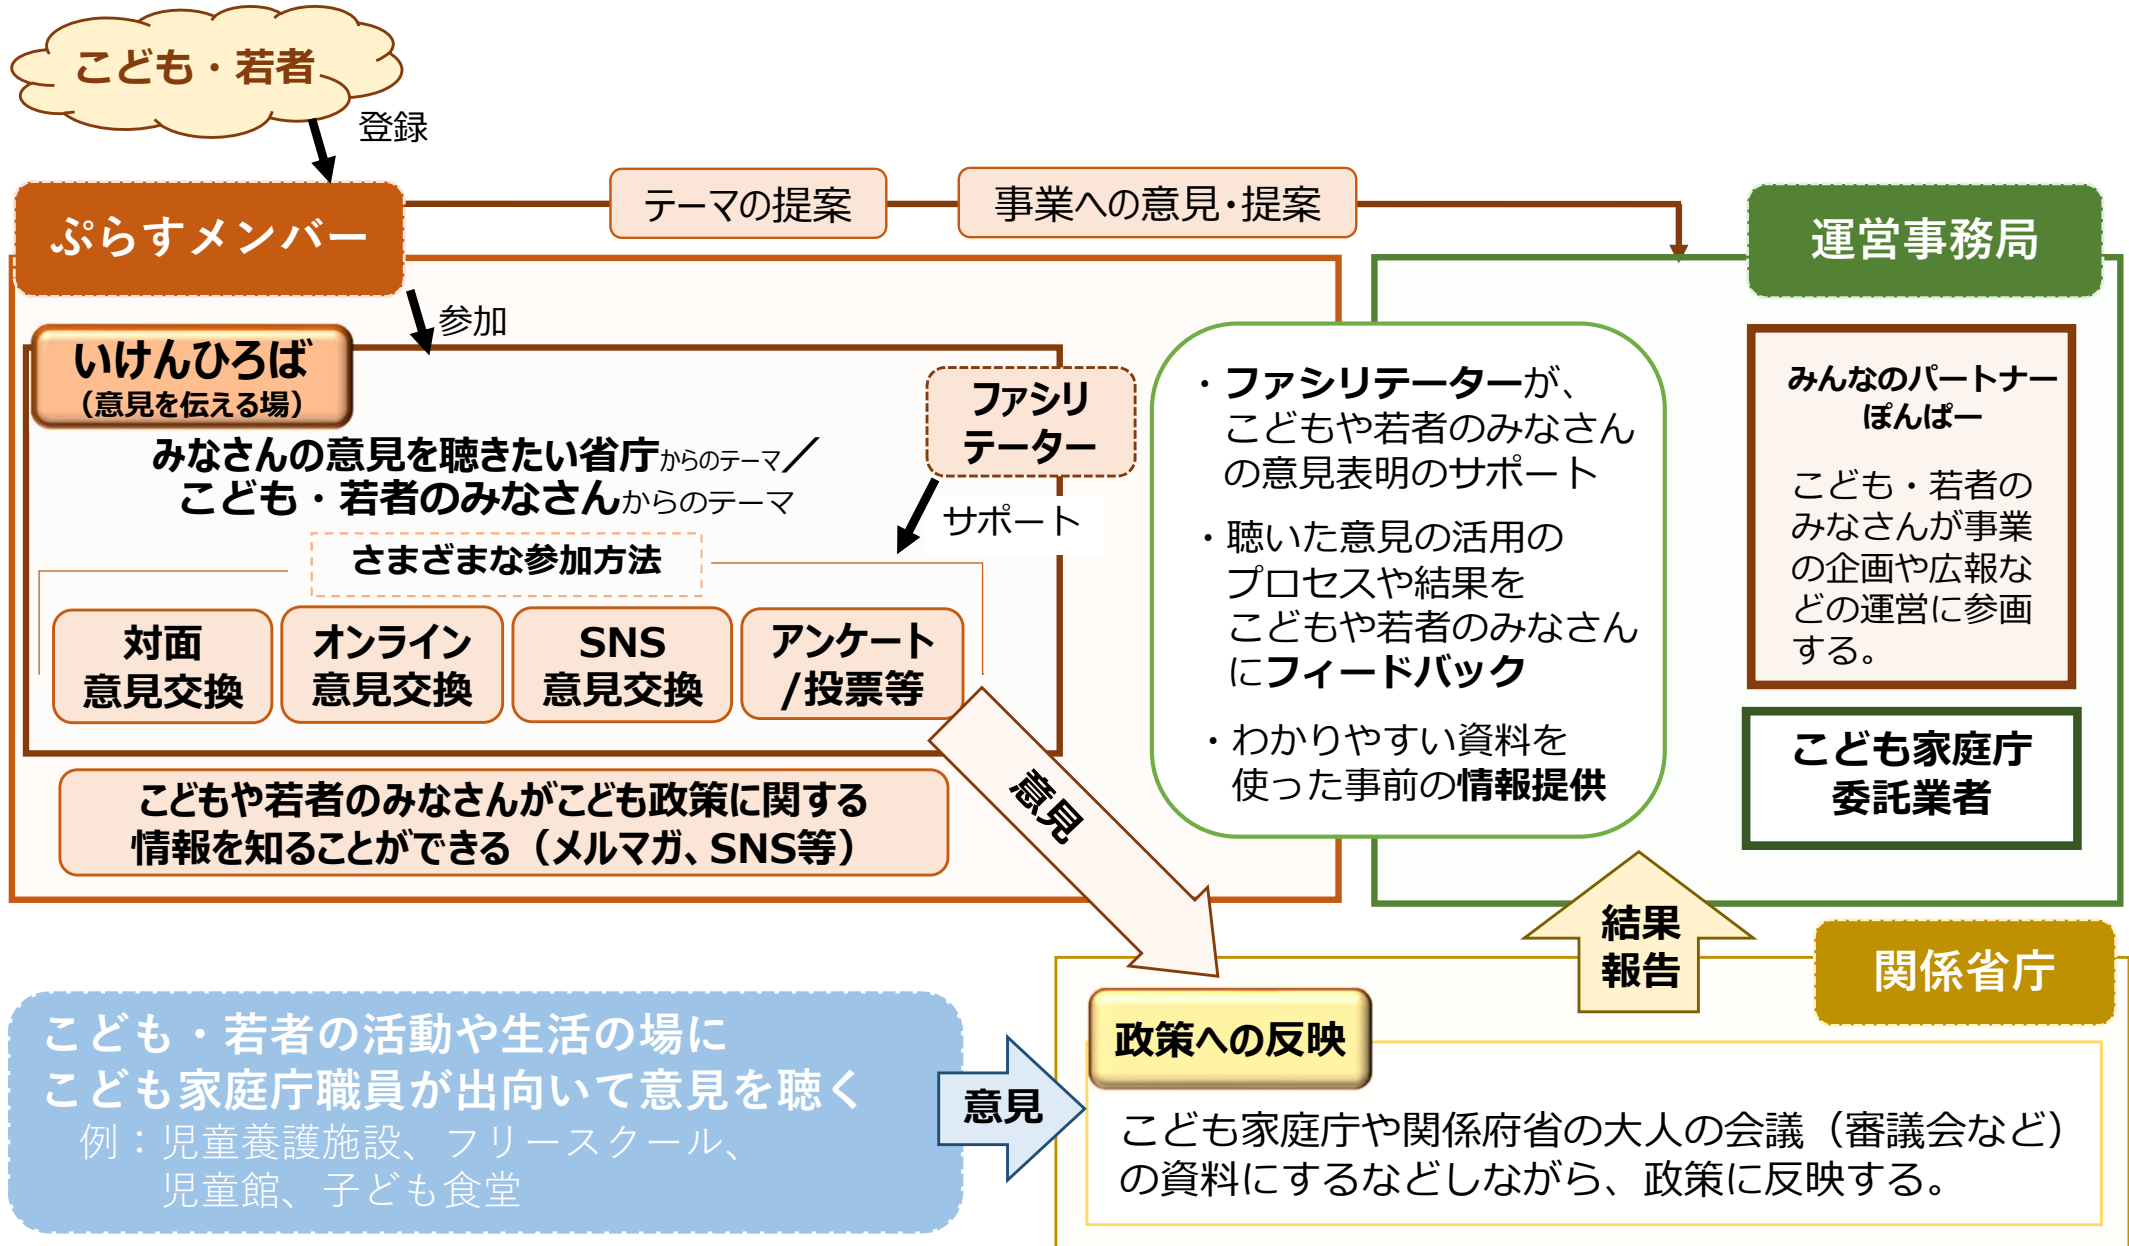 こども・若者
登録
ぷらすメンバー
テーマの提案
事業への意見・提案
運営事務局
参加
いけんひろば
（意見を伝える場）
みなさんの意見を聴きたい省庁からのテーマ／
こども・若者のみなさんからのテーマ
ファシリ
テーター
サポート
さまざまな参加方法
対面
意見交換
オンライン
意見交換
SNS
意見交換
アンケート
/投票等
こどもや若者のみなさんがこども政策に関する
情報を知ることができる（メルマガ、SNS等）
・ファシリテーターが、
こどもや若者のみなさん
の意見表明のサポート
・聴いた意見の活用の
プロセスや結果を
こどもや若者のみなさん
にフィードバック
・わかりやすい資料を
使った事前の情報提供
みんなのパートナー
ぽんぱー
こども・若者の
みなさんが事業
の企画や広報な
どの運営に参画
する。
こども家庭庁
委託業者
意見
結果
報告
関係省庁
こども・若者の活動や生活の場に
こども家庭庁職員が出向いて意見を聴く
例：児童養護施設、フリースクール、
児童館、子ども食堂
意見
政策への反映
こども家庭庁や関係府省の大人の会議（審議会など）
の資料にするなどしながら、政策に反映する。